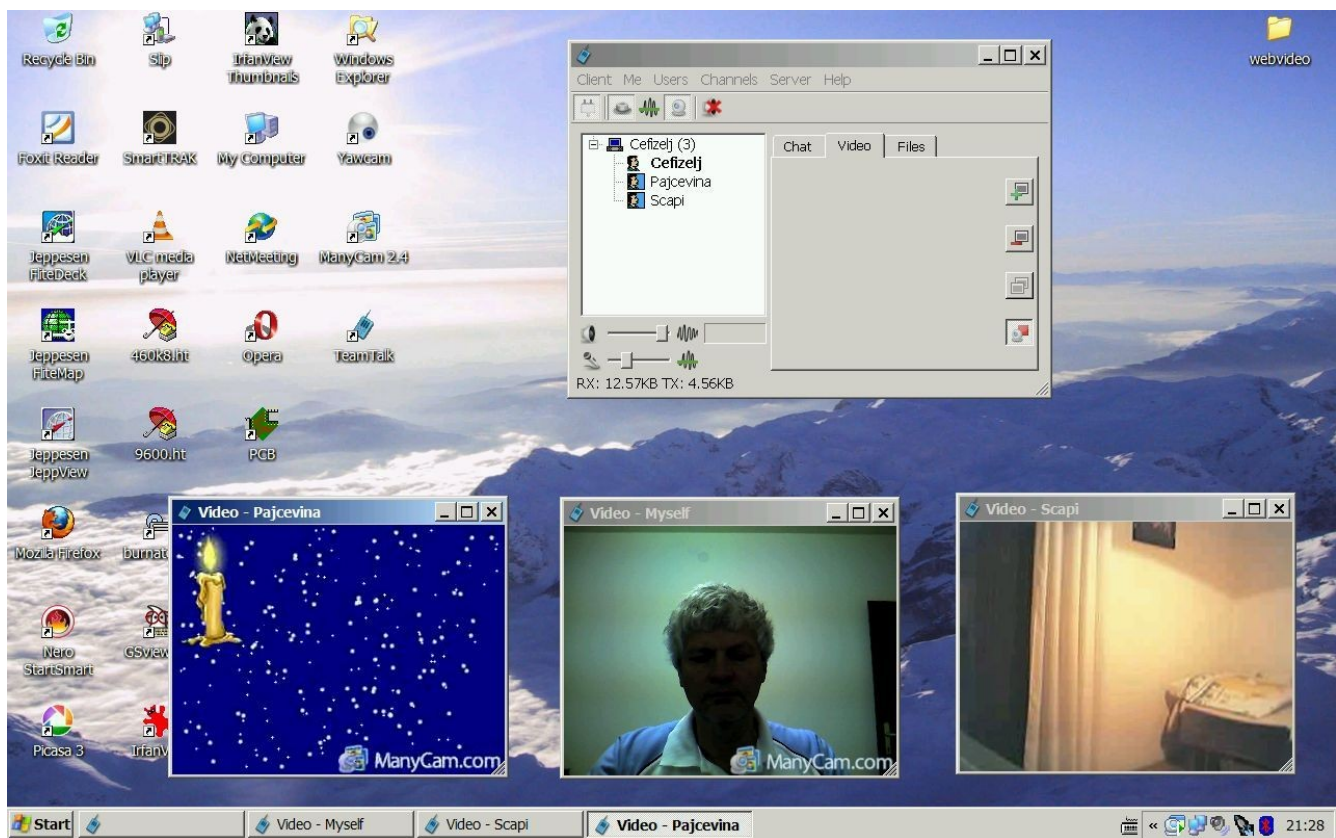 Recycle Bin
Slip
IrfanView
Thumbnails
Windows
Explorer
webvideo
Foxit Reader
SmartTRAK
My Computer
Yawcam
Jeppesen
FliteDeck
VLC media
player
NetMeeting
ManyCam 2.4
Jeppesen
FliteMap
460k8.ht
Opera
TeamTalk
Jeppesen
JeppView
9600.ht
PCB
Mozilla Firefox
Nero
StartSmart
GSview
Picasa 3
IrfanV
Client Me Users Channels Server Help
Cefizelj (3)
Cefizelj
Pajcevina
Scapi
Chat Video Files
RX: 12.57KB TX: 4.56KB
Video - Pajcevina
ManyCam.com
Video - Myself
ManyCam.com
Video - Scapi
Start
Video - Myself
Video - Scapi
Video - Pajcevina
«
21:28